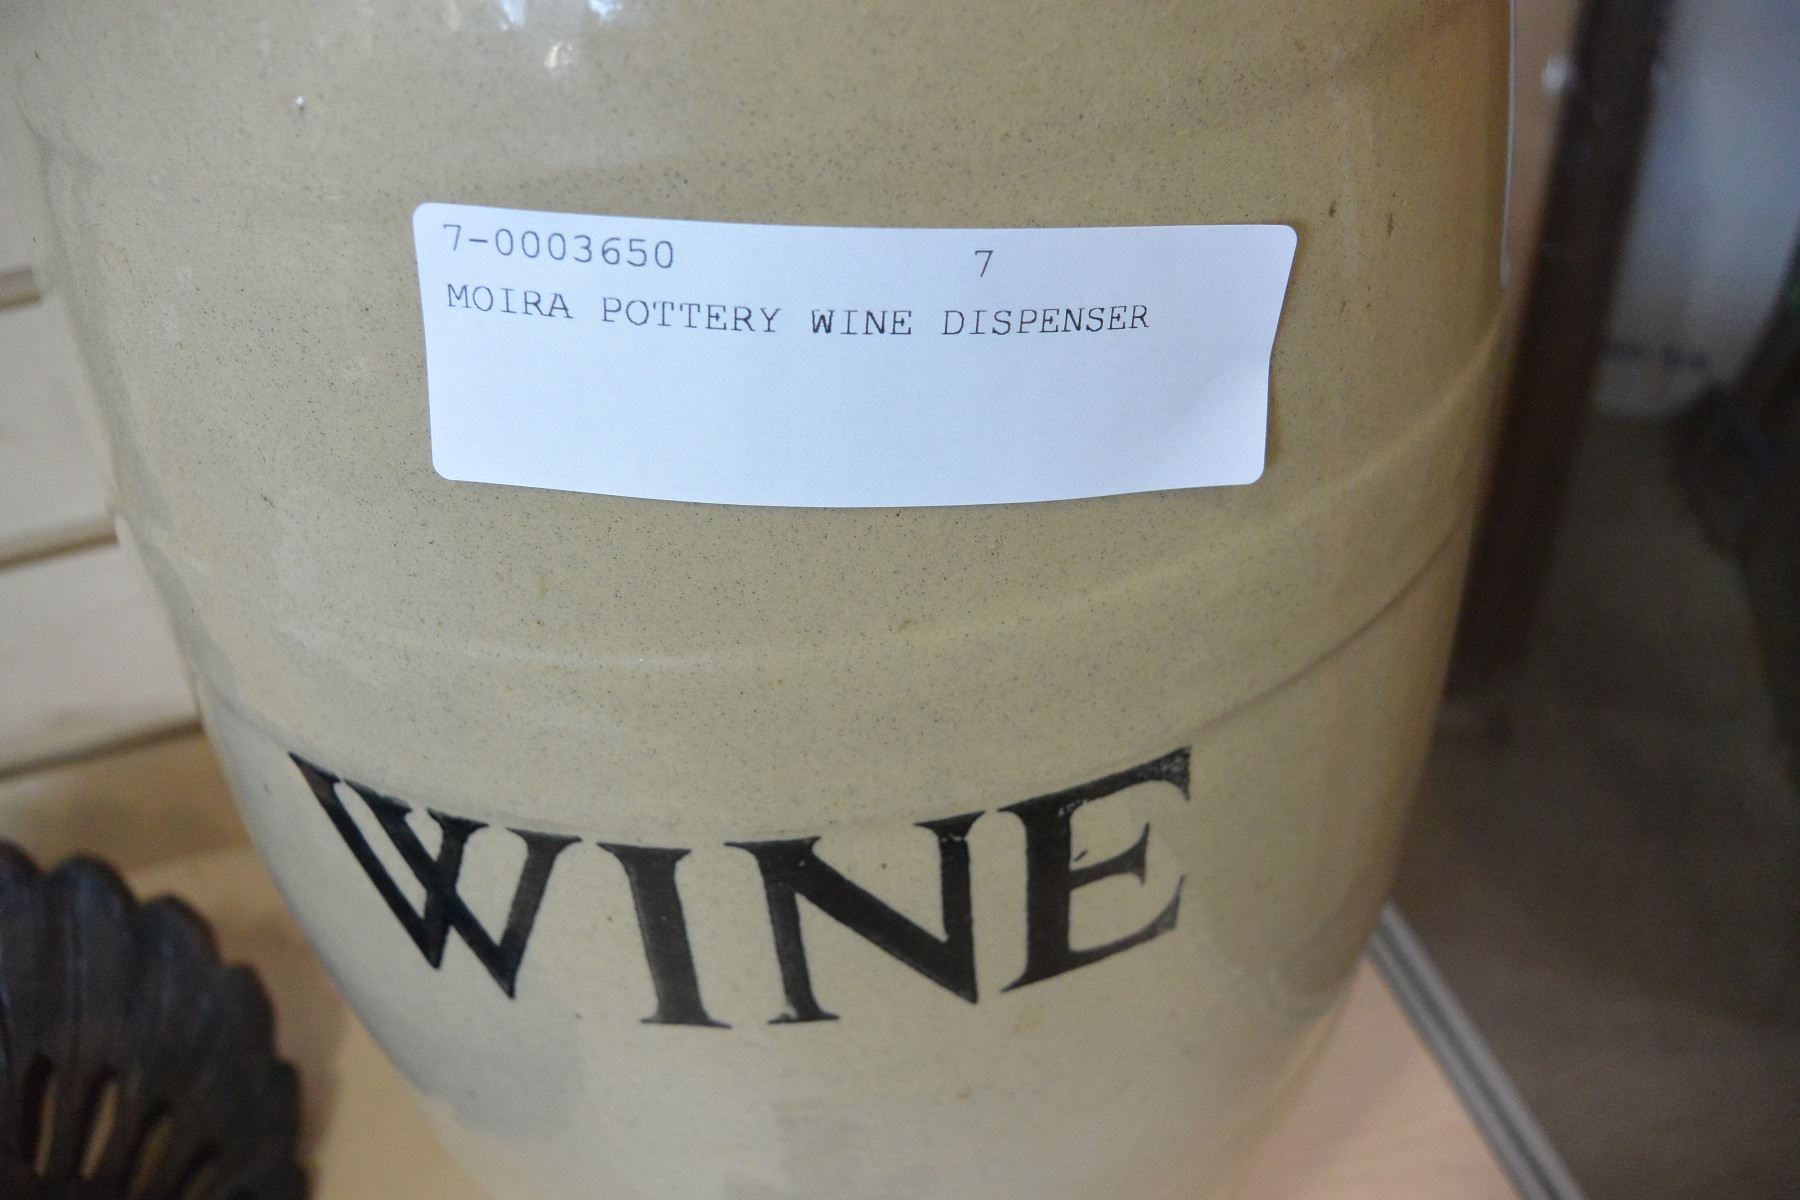 7-0003650 7
MOIRA POTTERY WINE DISPENSER
WINE